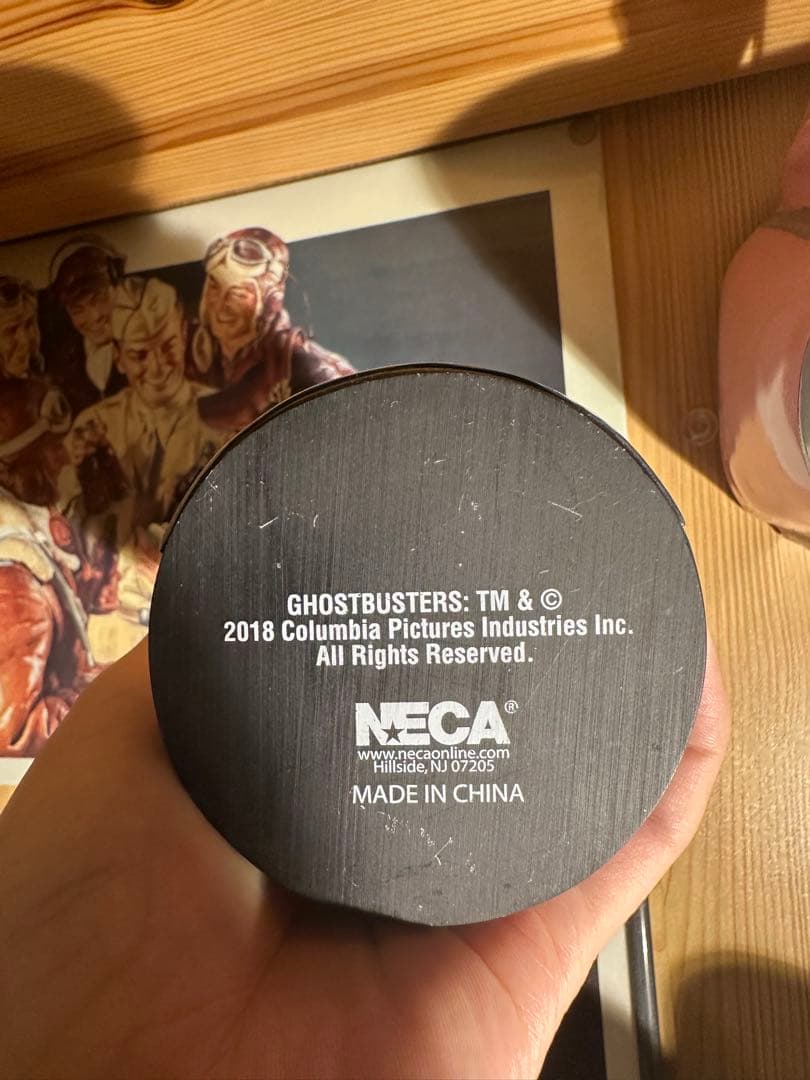 GHOSTBUSTERS: TM & ©
2018 Columbia Pictures Industries Inc.
All Rights Reserved.
NECA®
www.necaonline.com
Hillside, NJ 07205
MADE IN CHINA